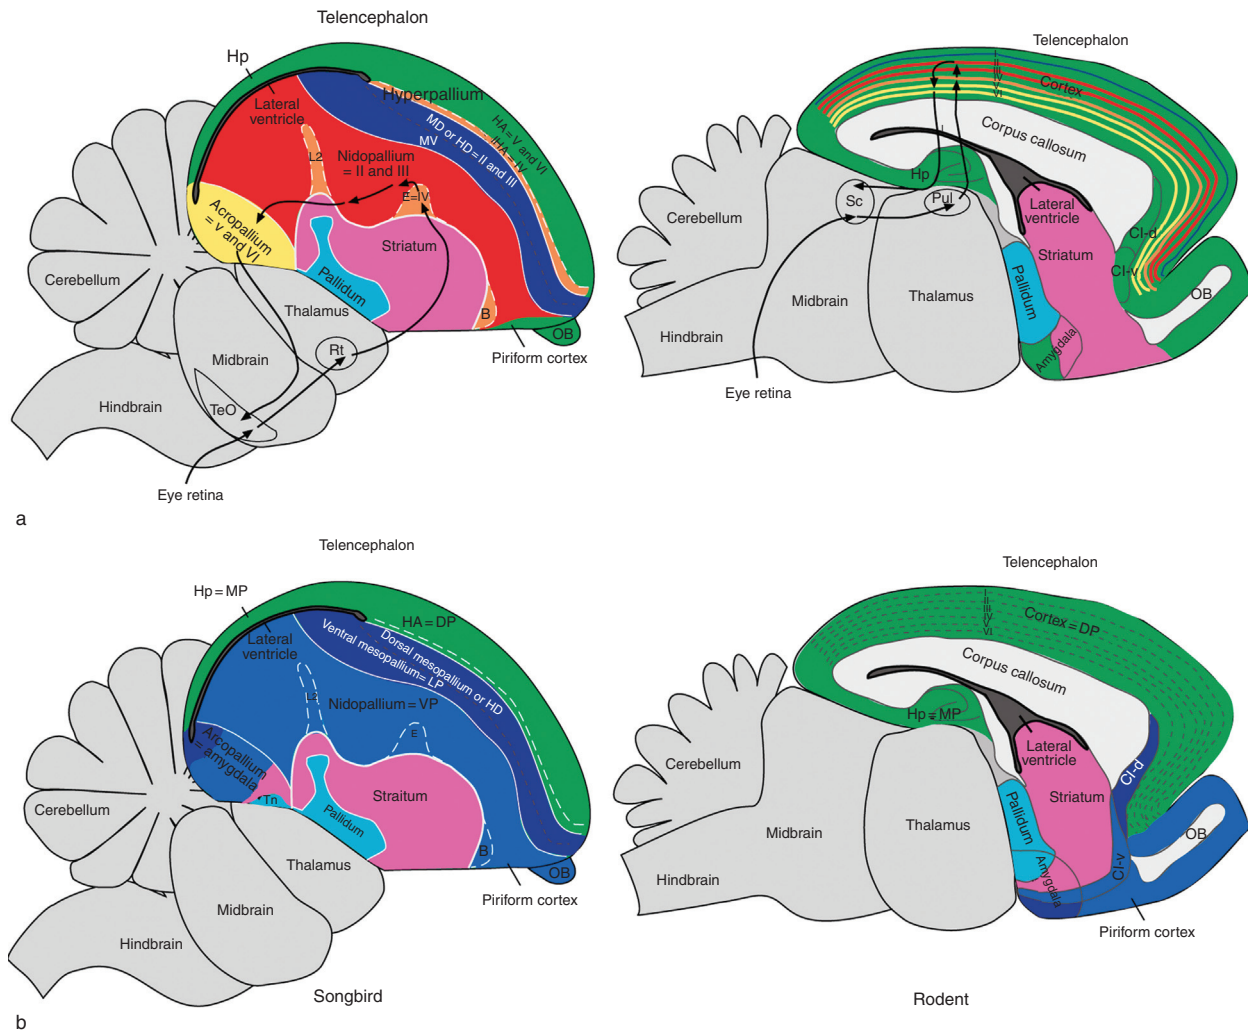 Telencephalon
Hp
Lateral
ventricle
Hyperpallium
HA=V and VI
IHA=IV
MD or HD=II and III
MV
L2
Nidopallium
= II and III
E=IV
Acropallium
= v and VI
Striatum
Pallidum
Cerebellum
Thalamus
B
OB
Piriform cortex
Rt
Midbrain
TeO
Hindbrain
Eye retina
a
Telencephalon
I
II
III
IV
V
VI
Cortex
Corpus callosum
Hp
Sc
Pul
Lateral
ventricle
Cerebellum
CI-d
CI-v
Striatum
Pallidum
OB
Midbrain
Thalamus
Hindbrain
Amygdala
Eye retina
Telencephalon
Hp=MP
Lateral
ventricle
HA=DP
Dorsal mesopallium or HD
Ventral mesopallium=LP
L2
Nidopallium=VP
E
Arcopallium
= amygdala
Tn
Straitum
Pallidum
Cerebellum
Thalamus
B
OB
Piriform cortex
Midbrain
Hindbrain
Songbird
b
Telencephalon
I
II
III
IV
V
VI
Cortex=DP
Corpus callosum
Hp=MP
Lateral
ventricle
Cerebellum
CI-d
Striatum
Pallidum
OB
Midbrain
Thalamus
CI-v
Amygdala
Hindbrain
Piriform cortex
Rodent